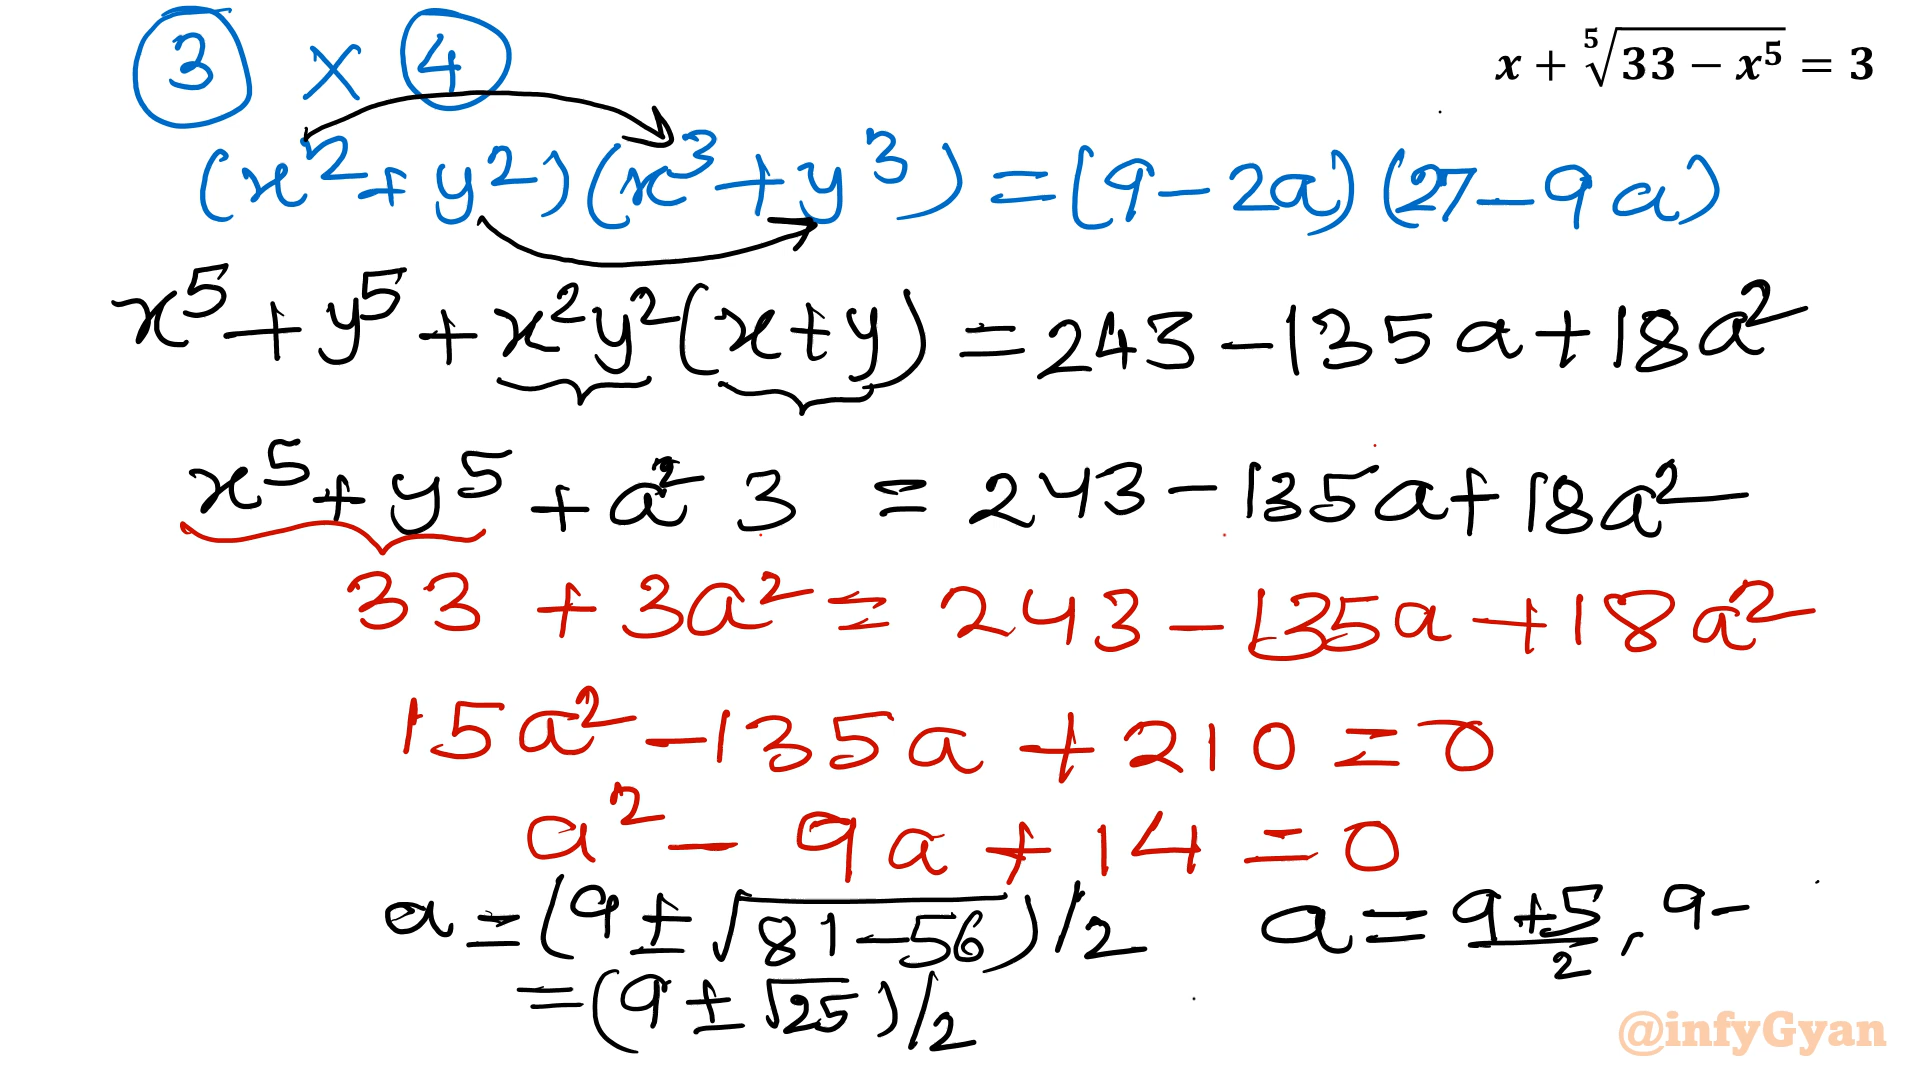 x + ⁵√(33 − x⁵) = 3
3 × 4
(x² + y²)(x³ + y³) = (9 − 2a)(27 − 9a)
x⁵ + y⁵ + x²y²(x + y) = 243 − 135a + 18a²
x⁵ + y⁵ + a² 3 = 243 − 135a + 18a²
33 + 3a² = 243 − 135a + 18a²
15a² − 135a + 210 = 0
a² − 9a + 14 = 0
a = (9 ± √(81 − 56))/2 a = (9 + 5)/2, 9 −
= (9 ± √25)/2
@infyGyan